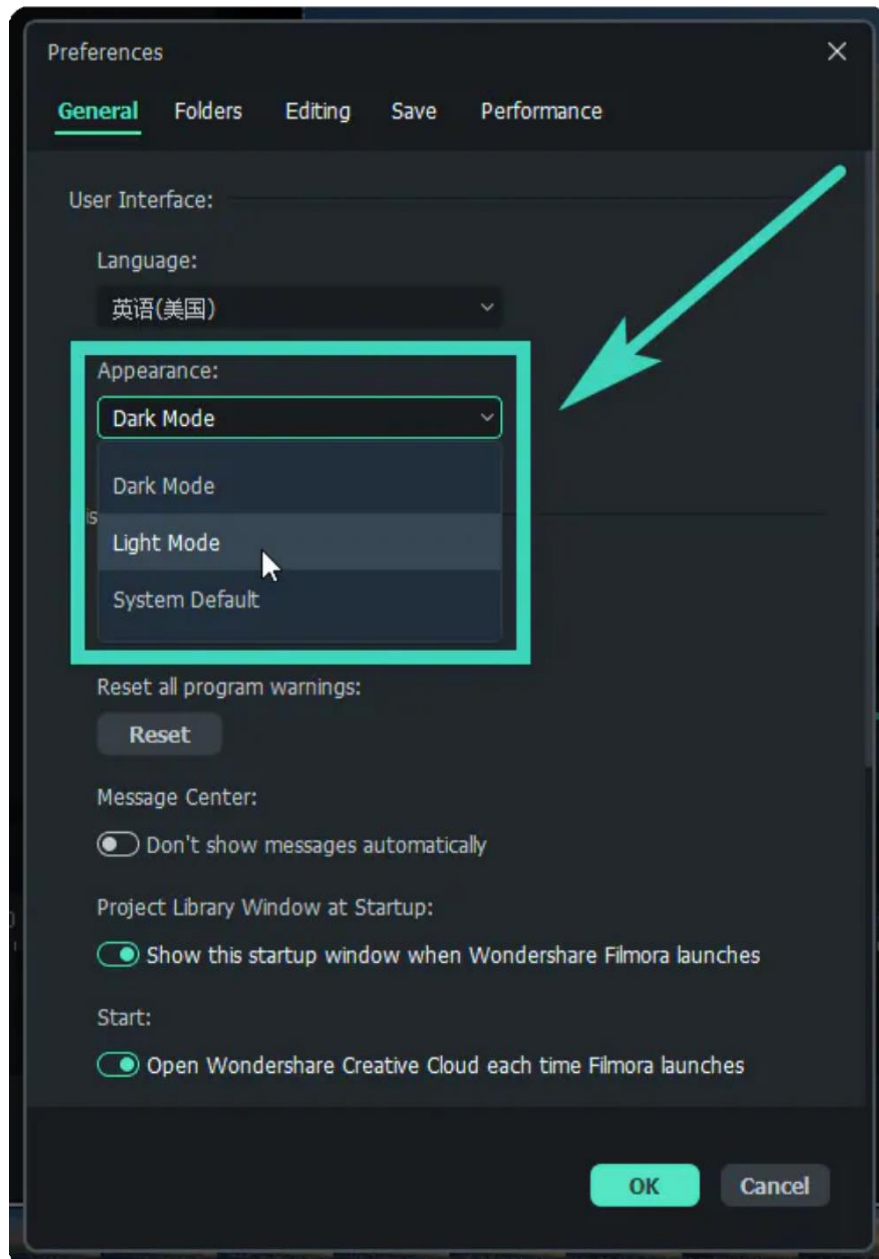 Preferences
General Folders Editing Save Performance
User Interface:
Language:
英语(美国)
Appearance:
Dark Mode
Dark Mode
Light Mode
System Default
Reset all program warnings:
Reset
Message Center:
Don't show messages automatically
Project Library Window at Startup:
Show this startup window when Wondershare Filmora launches
Start:
Open Wondershare Creative Cloud each time Filmora launches
OK Cancel